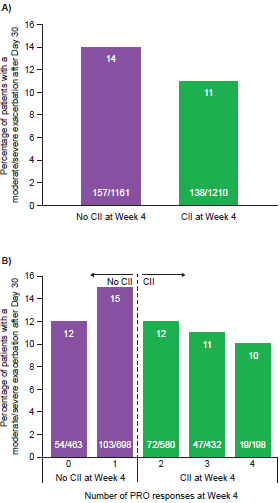 A)
Percentage of patients with a
moderate/severe exacerbation after Day 30
16
14
12
10
8
6
4
2
0
14
11
157/1161
138/1210
No CII at Week 4
CII at Week 4
B)
Percentage of patients with a
moderate/severe exacerbation after Day 30
16
14
12
10
8
6
4
2
0
No CII
CII
12
15
12
11
10
54/463
103/698
72/580
47/432
19/198
0
1
2
3
4
No CII at Week 4
CII at Week 4
Number of PRO responses at Week 4